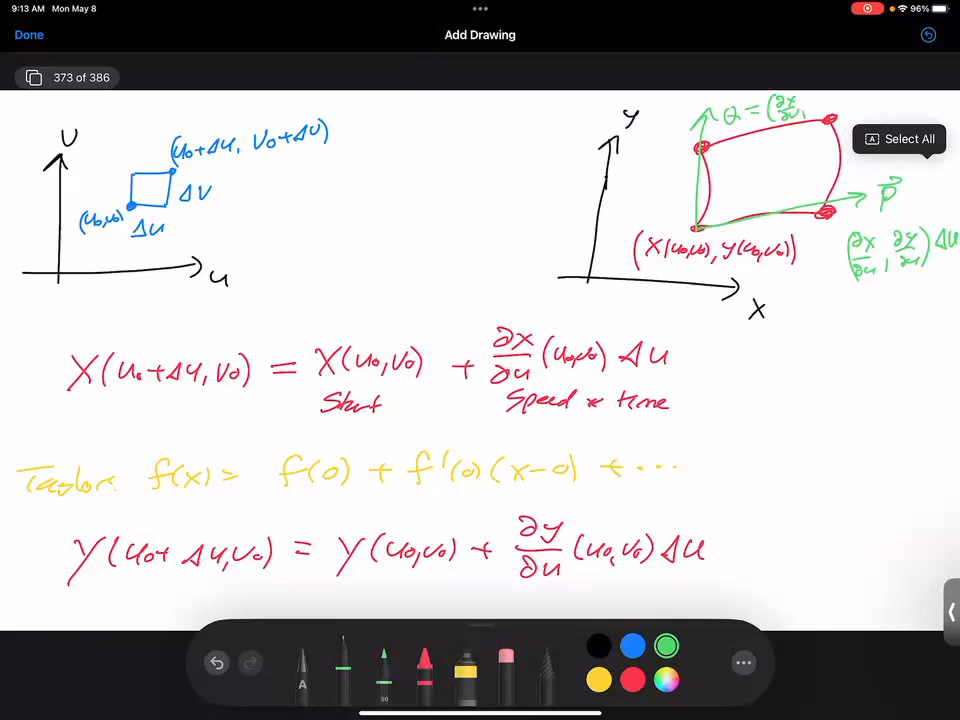 9:13 AM Mon May 8
96%
Done
Add Drawing
373 of 386
A Select All
V
(u0+Δu, v0+Δv)
ΔV
(u0,v0)
Δu
u
y
Q = (∂x/∂v,
P
(X(u0,v0), y(u0,v0))
(∂x/∂u, ∂y/∂u) Δu
X
X(u0+Δu, v0) = X(u0,v0) + ∂x/∂u (u0,v0) Δu
Start
Speed * time
Taylor: f(x) = f(0) + f'(0)(x-0) + ...
y(u0+Δu,v0) = y(u0,v0) + ∂y/∂u (u0,v0) Δu
A
50